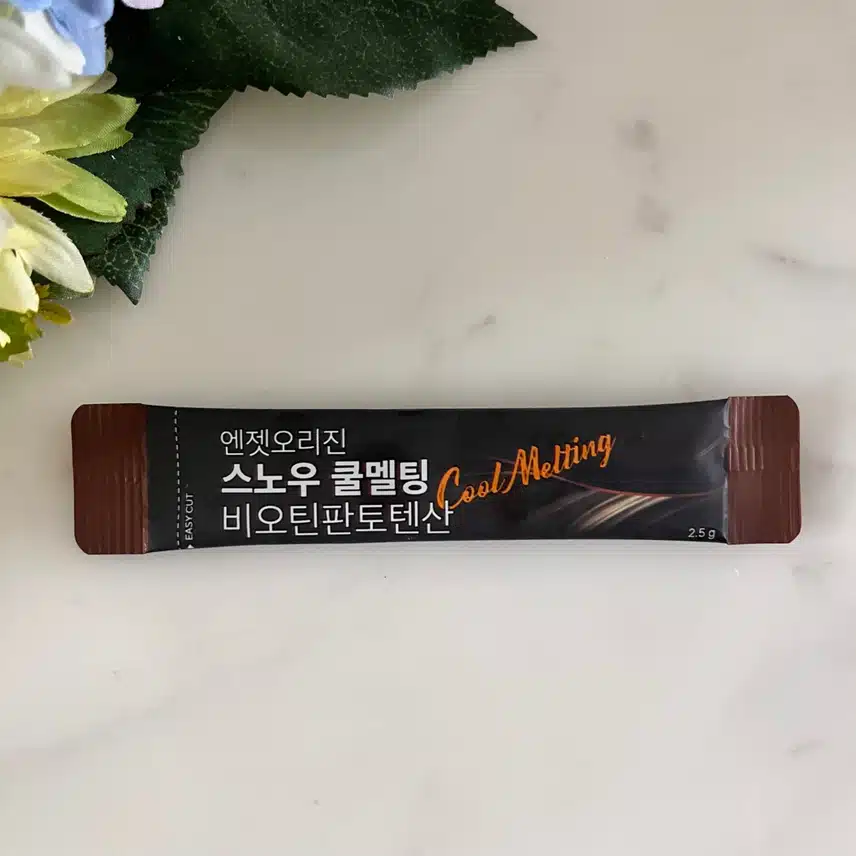 엔젯오리진
스노우 쿨멜팅
Cool Melting
비오틴판토텐산
EASY CUT
2.5 g